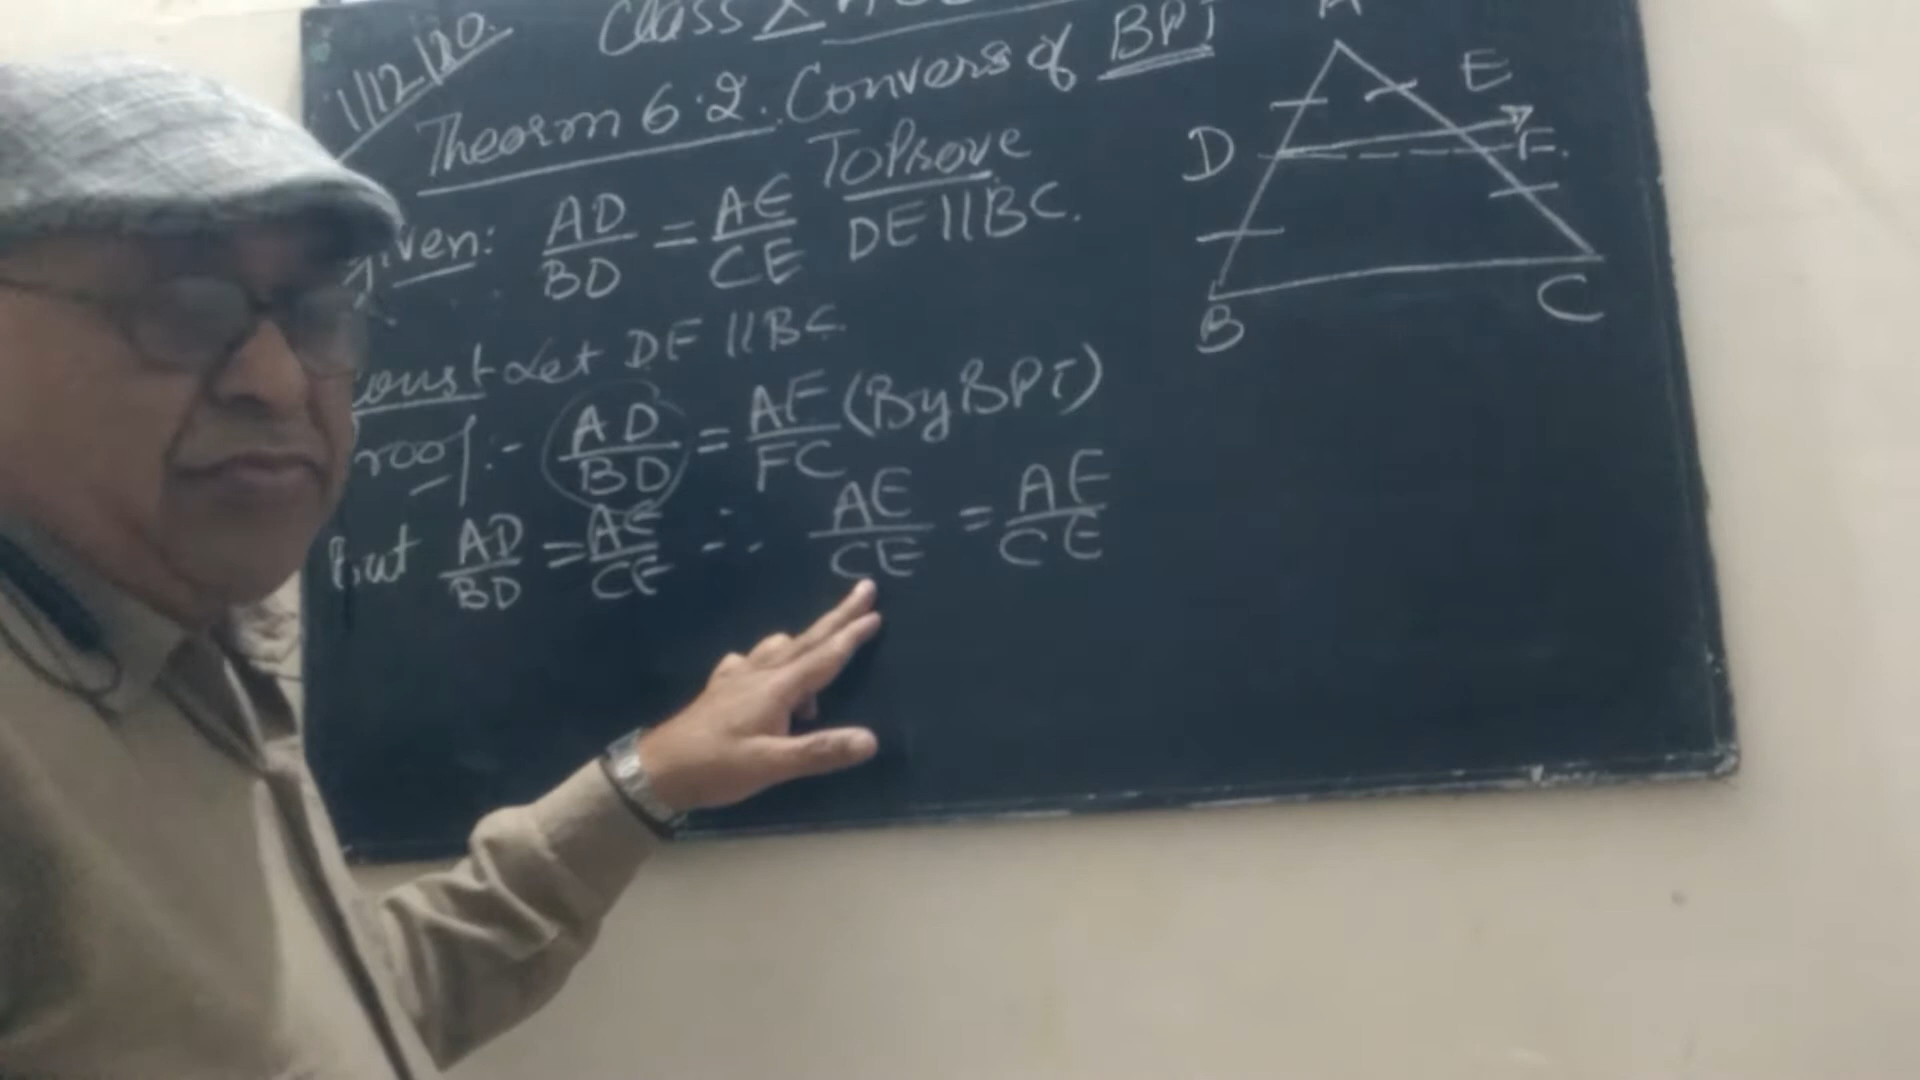 1/12/20.
Class X
Theorm 6.2. Convers of BPT
To Prove
given: AD/BD = AE/CE DE || BC.
const Let DF || BC.
Proof :- AD/BD = AF/FC (By BPT)
But AD/BD = AE/CE ∴ AE/CE = AE/CE
A
E
D
F.
B
C